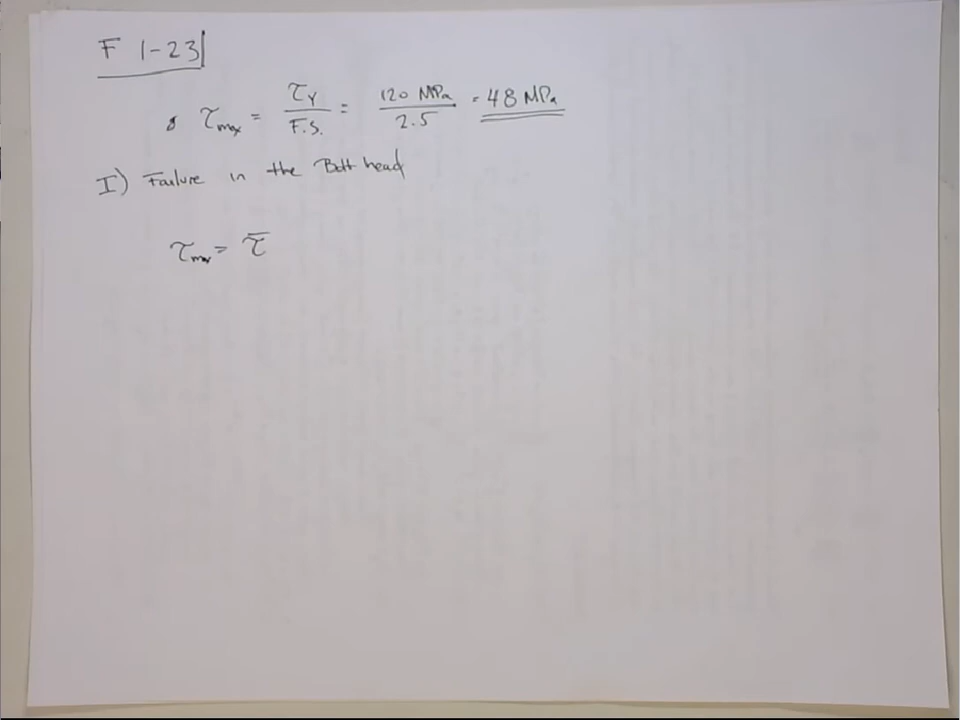 F 1-23
τmax = τY / F.S. = 120 MPa / 2.5 = 48 MPa
I) Failure in the Bolt head
τmax = τ̅